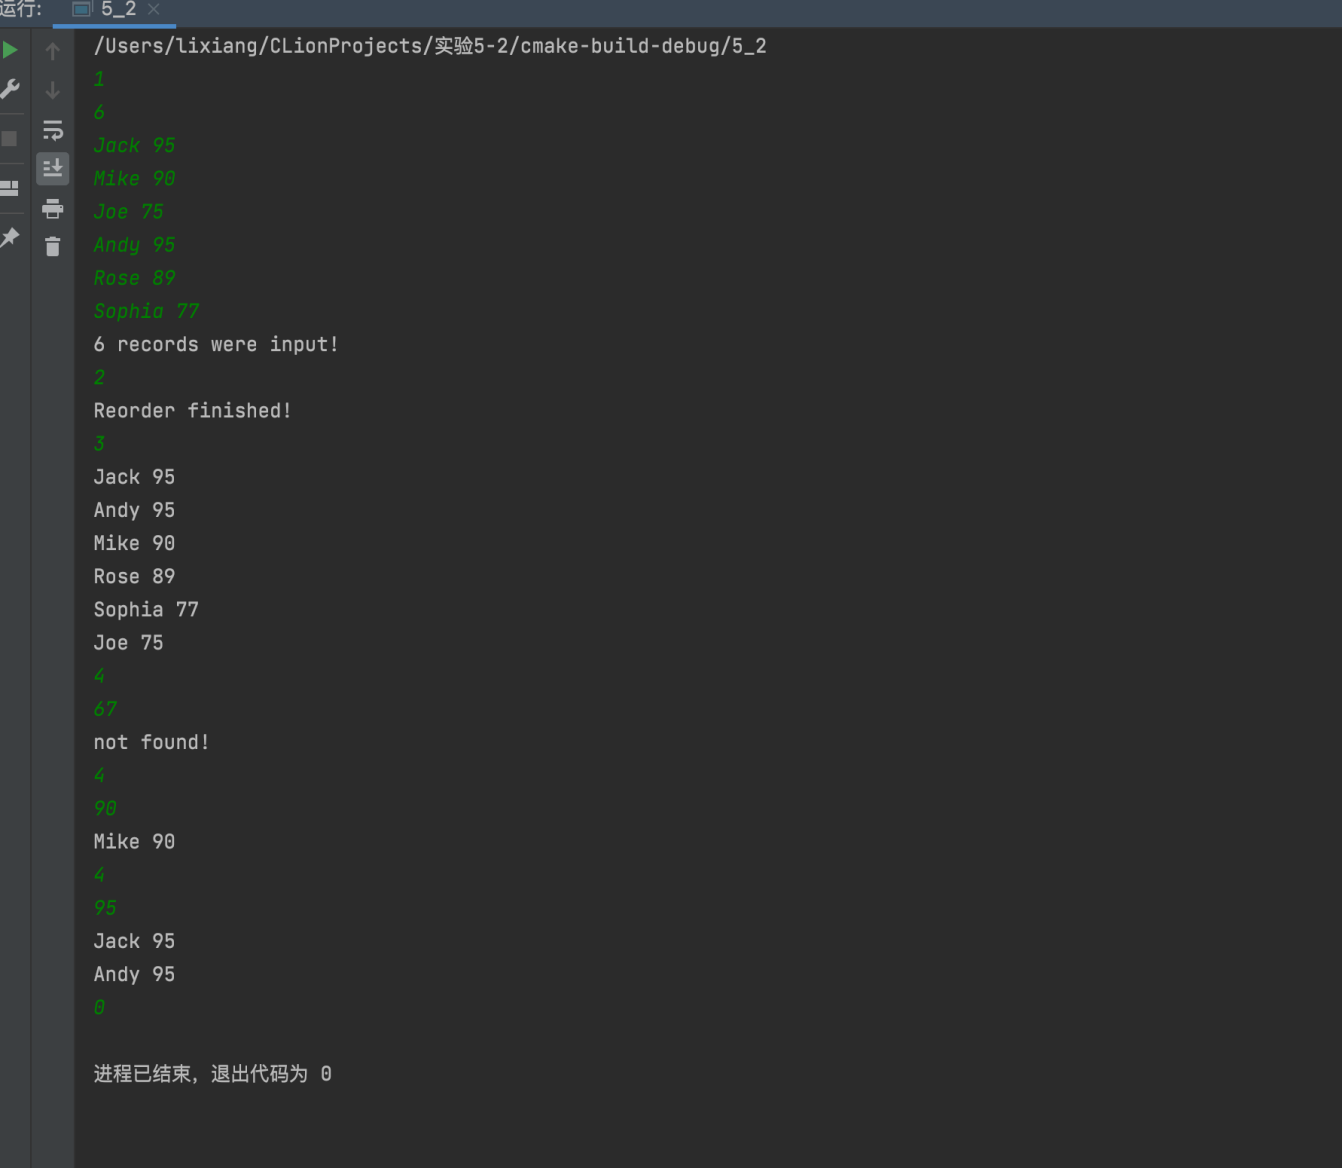 运行: 5_2
/Users/lixiang/CLionProjects/实验5-2/cmake-build-debug/5_2
1
6
Jack 95
Mike 90
Joe 75
Andy 95
Rose 89
Sophia 77
6 records were input!
2
Reorder finished!
3
Jack 95
Andy 95
Mike 90
Rose 89
Sophia 77
Joe 75
4
67
not found!
4
90
Mike 90
4
95
Jack 95
Andy 95
0
进程已结束，退出代码为 0